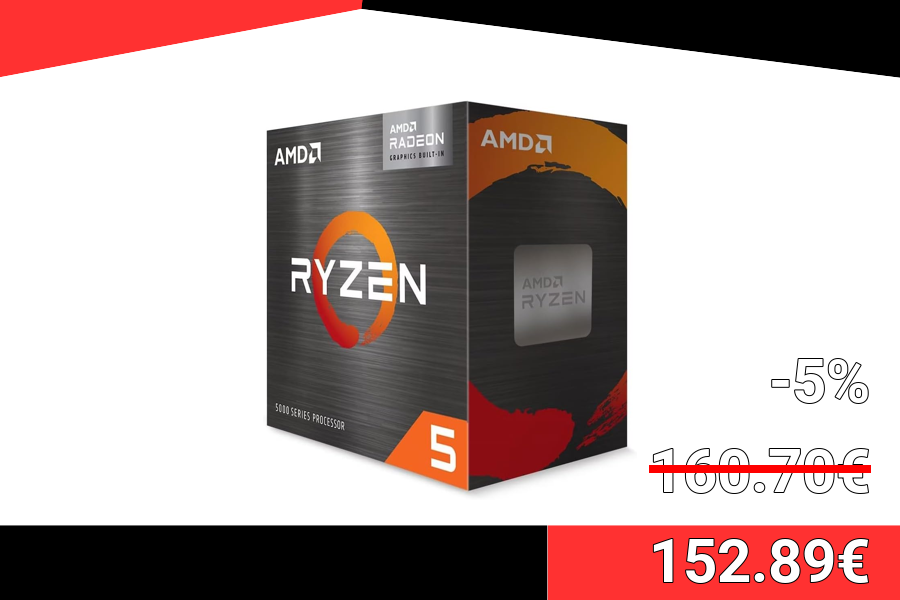 AMD
AMD
RADEON
GRAPHICS BUILT-IN
AMD
RYZEN
AMD
RYZEN
5000 SERIES PROCESSOR
5
-5%
160.70€
152.89€